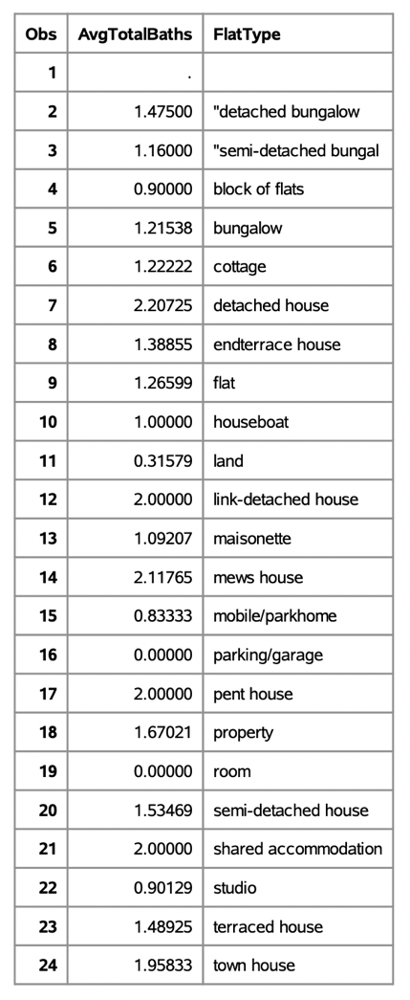 Obs AvgTotalBaths FlatType
1 .
2 1.47500 "detached bungalow
3 1.16000 "semi-detached bungal
4 0.90000 block of flats
5 1.21538 bungalow
6 1.22222 cottage
7 2.20725 detached house
8 1.38855 endterrace house
9 1.26599 flat
10 1.00000 houseboat
11 0.31579 land
12 2.00000 link-detached house
13 1.09207 maisonette
14 2.11765 mews house
15 0.83333 mobile/parkhome
16 0.00000 parking/garage
17 2.00000 pent house
18 1.67021 property
19 0.00000 room
20 1.53469 semi-detached house
21 2.00000 shared accommodation
22 0.90129 studio
23 1.48925 terraced house
24 1.95833 town house